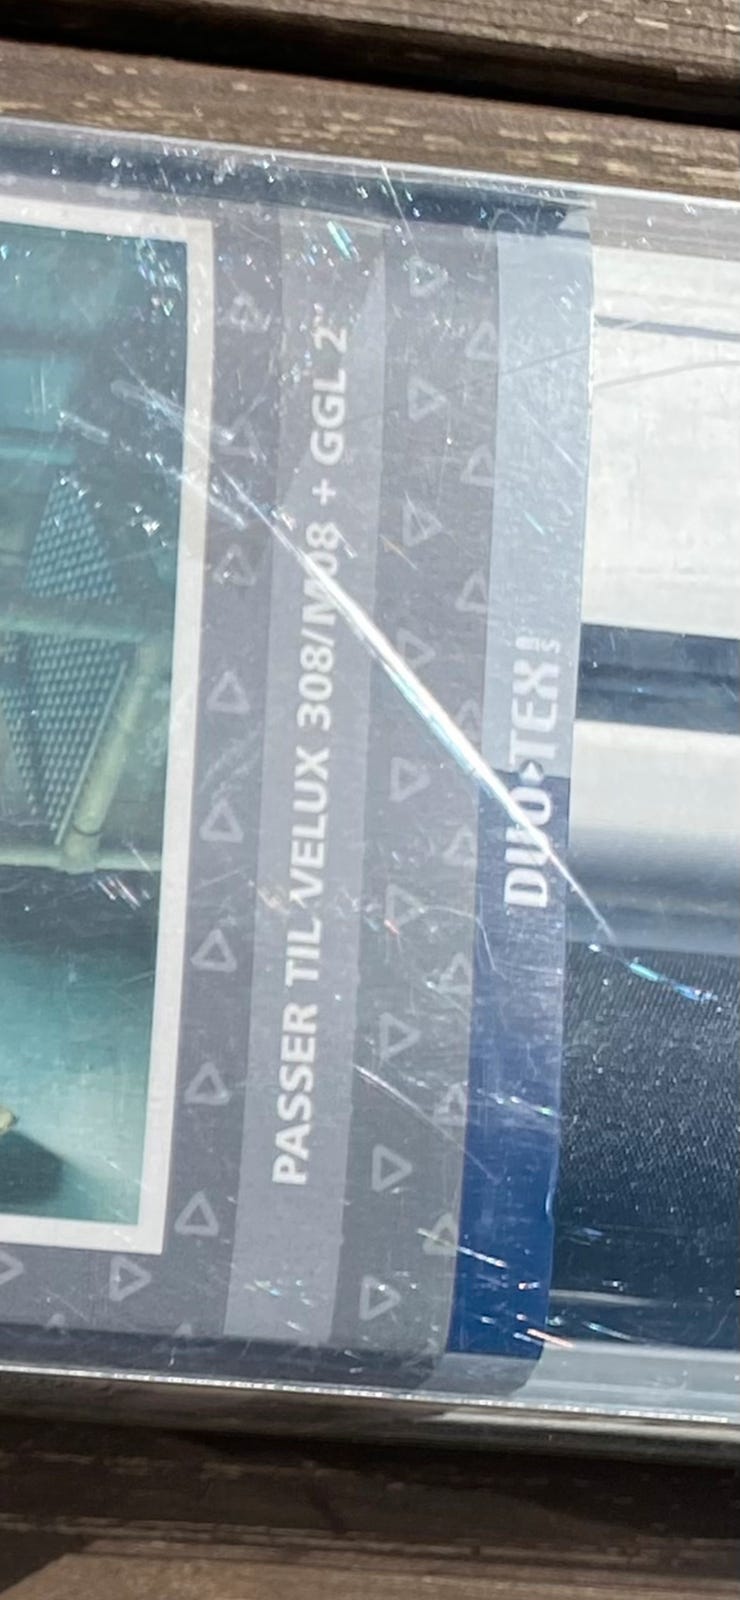 PASSER TIL VELUX 308/M08 + GGL 2
DUO-TEX